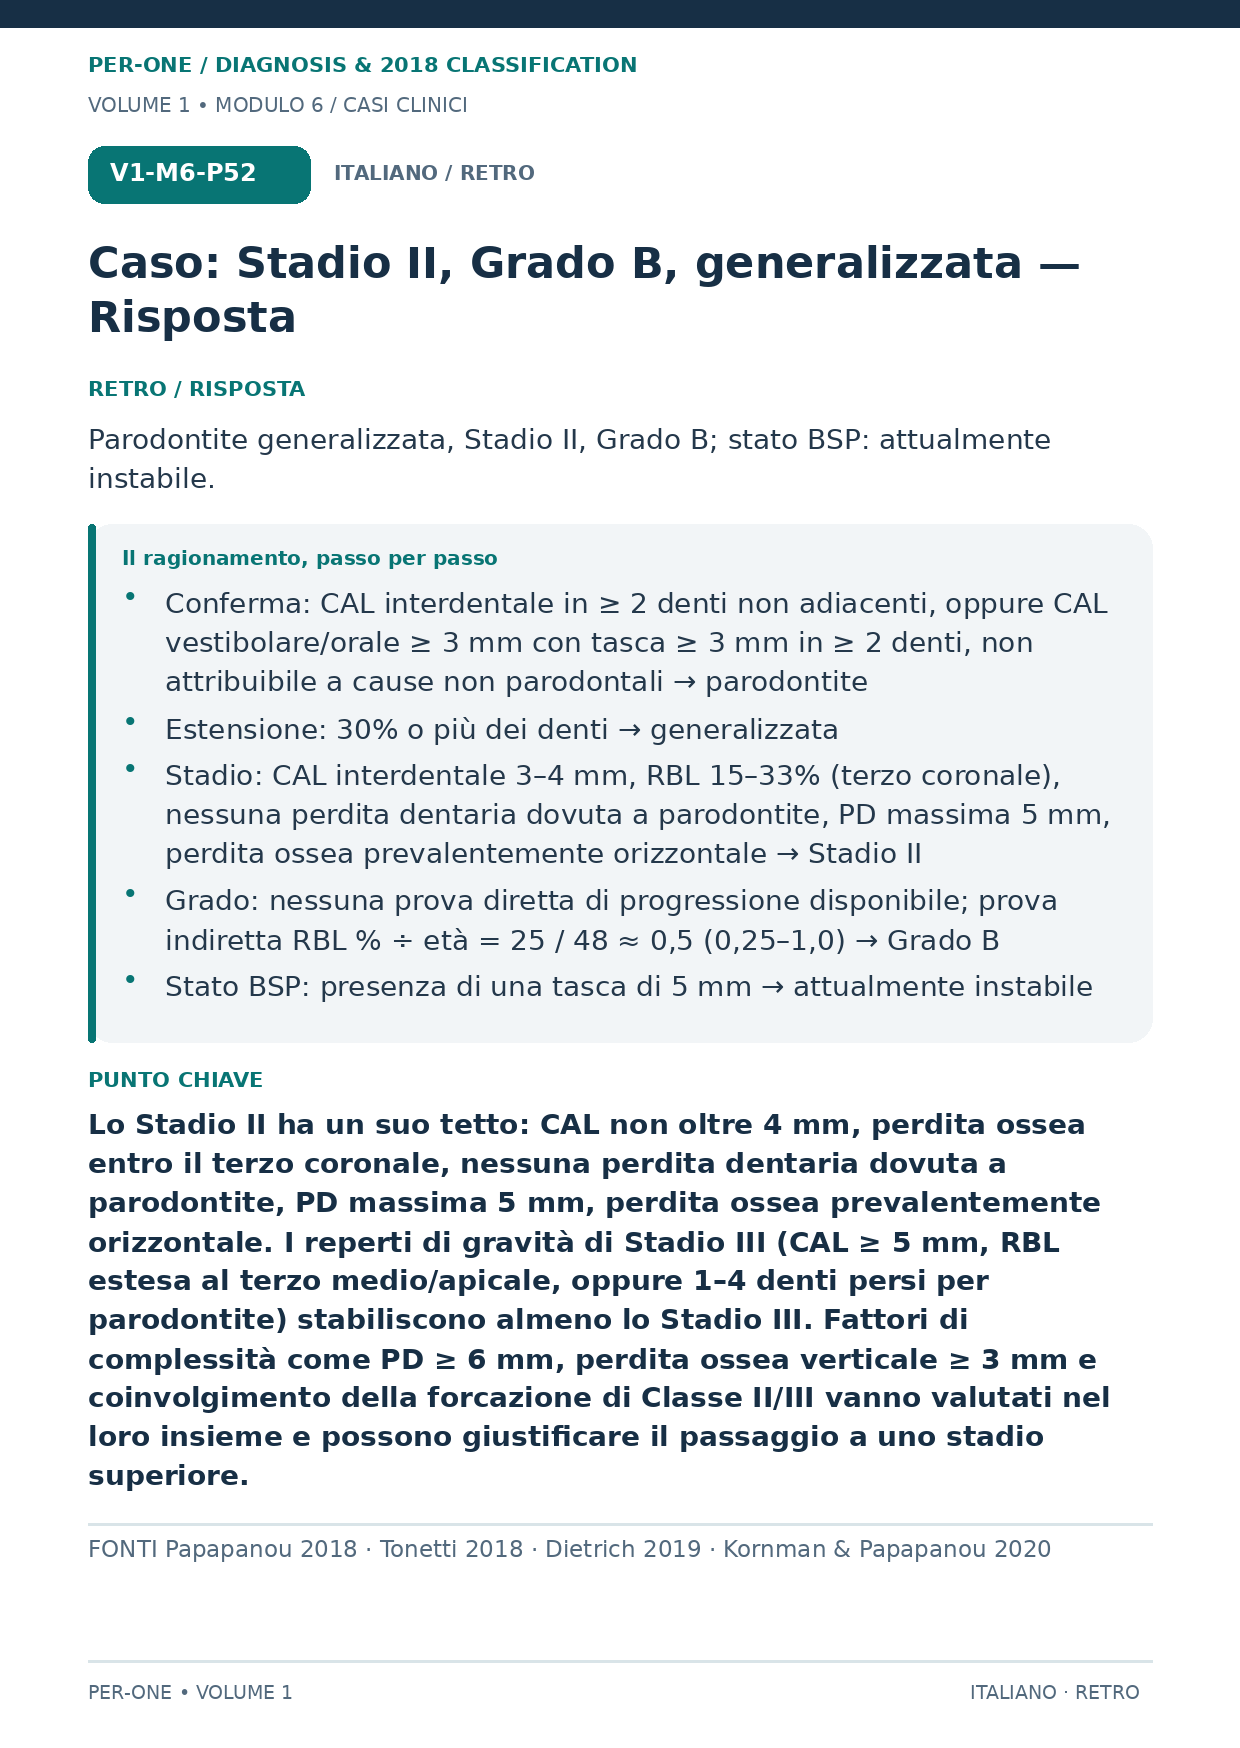 PER-ONE / DIAGNOSIS & 2018 CLASSIFICATION
VOLUME 1 • MODULO 6 / CASI CLINICI
V1-M6-P52
ITALIANO / RETRO
Caso: Stadio II, Grado B, generalizzata —
Risposta
RETRO / RISPOSTA
Parodontite generalizzata, Stadio II, Grado B; stato BSP: attualmente
instabile.
Il ragionamento, passo per passo
• Conferma: CAL interdentale in ≥ 2 denti non adiacenti, oppure CAL
vestibolare/orale ≥ 3 mm con tasca ≥ 3 mm in ≥ 2 denti, non
attribuibile a cause non parodontali → parodontite
• Estensione: 30% o più dei denti → generalizzata
• Stadio: CAL interdentale 3–4 mm, RBL 15–33% (terzo coronale),
nessuna perdita dentaria dovuta a parodontite, PD massima 5 mm,
perdita ossea prevalentemente orizzontale → Stadio II
• Grado: nessuna prova diretta di progressione disponibile; prova
indiretta RBL % ÷ età = 25 / 48 ≈ 0,5 (0,25–1,0) → Grado B
• Stato BSP: presenza di una tasca di 5 mm → attualmente instabile
PUNTO CHIAVE
Lo Stadio II ha un suo tetto: CAL non oltre 4 mm, perdita ossea
entro il terzo coronale, nessuna perdita dentaria dovuta a
parodontite, PD massima 5 mm, perdita ossea prevalentemente
orizzontale. I reperti di gravità di Stadio III (CAL ≥ 5 mm, RBL
estesa al terzo medio/apicale, oppure 1–4 denti persi per
parodontite) stabiliscono almeno lo Stadio III. Fattori di
complessità come PD ≥ 6 mm, perdita ossea verticale ≥ 3 mm e
coinvolgimento della forcazione di Classe II/III vanno valutati nel
loro insieme e possono giustificare il passaggio a uno stadio
superiore.
FONTI Papapanou 2018 · Tonetti 2018 · Dietrich 2019 · Kornman & Papapanou 2020
PER-ONE • VOLUME 1
ITALIANO · RETRO